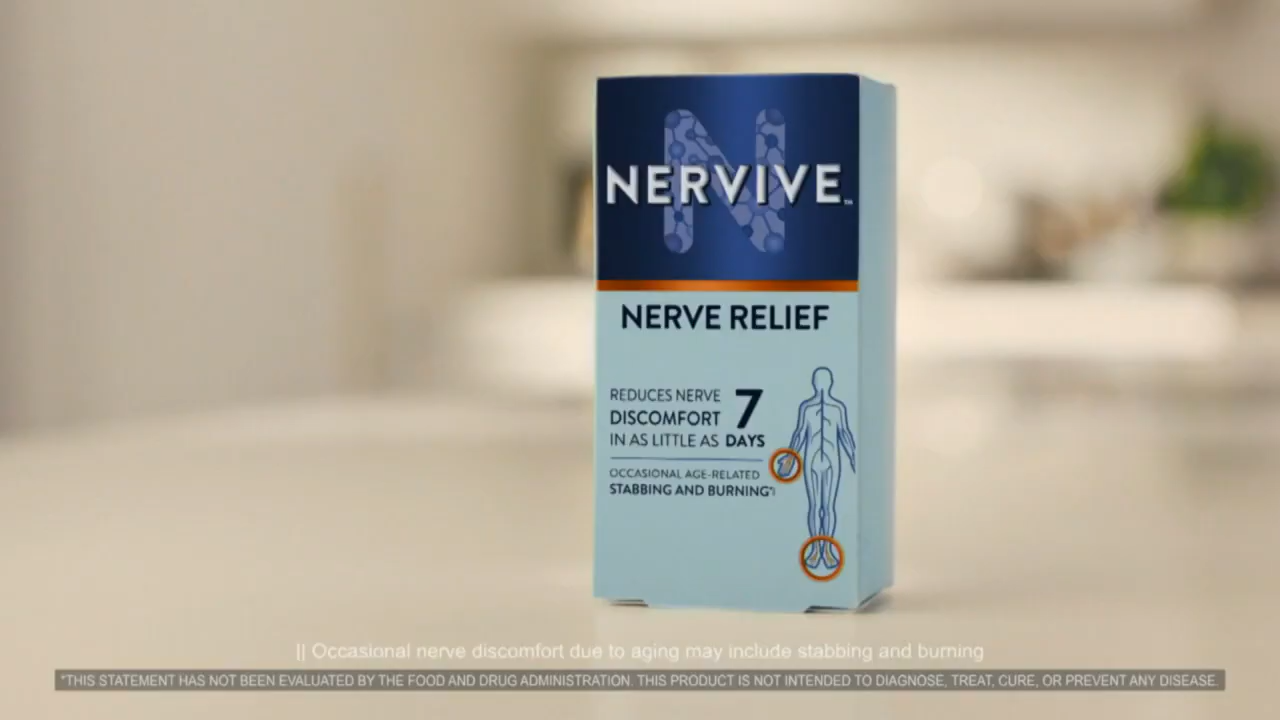 NERVIVE™
NERVE RELIEF
REDUCES NERVE
DISCOMFORT
IN AS LITTLE AS
7
DAYS
OCCASIONAL AGE-RELATED
STABBING AND BURNING*||
|| Occasional nerve discomfort due to aging may include stabbing and burning
*THIS STATEMENT HAS NOT BEEN EVALUATED BY THE FOOD AND DRUG ADMINISTRATION. THIS PRODUCT IS NOT INTENDED TO DIAGNOSE, TREAT, CURE, OR PREVENT ANY DISEASE.